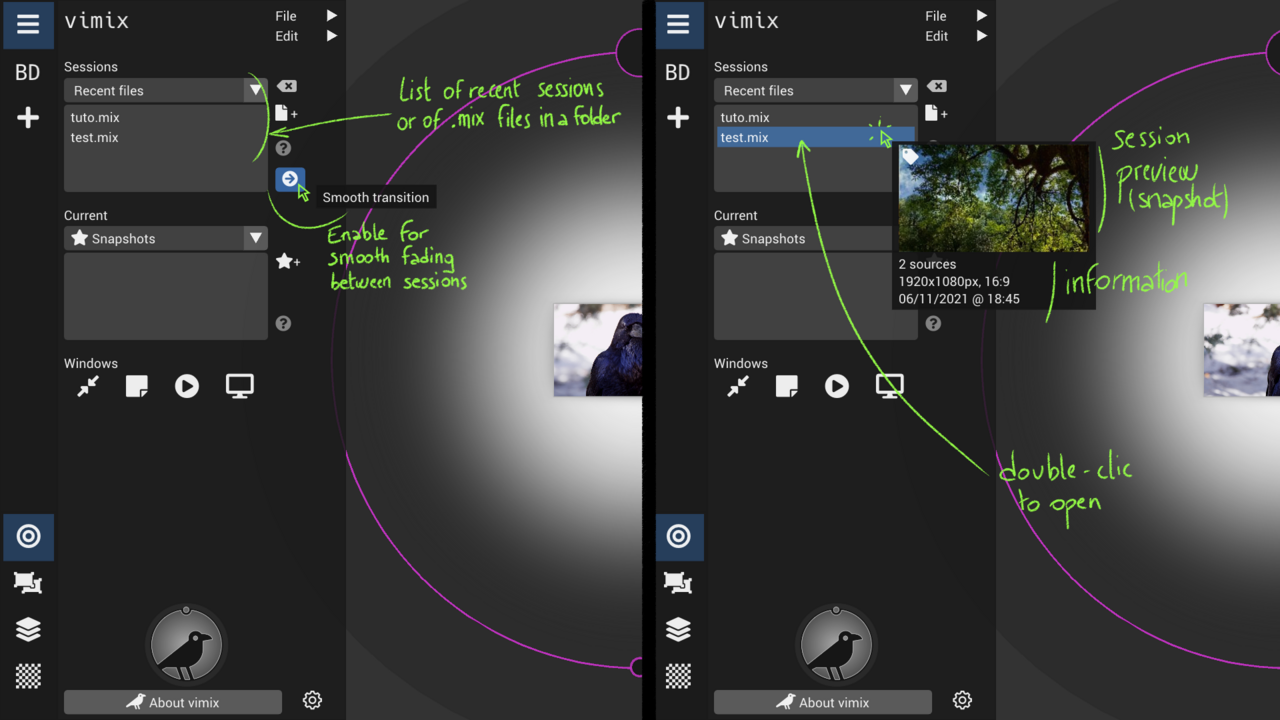 vimix
File
Edit
BD
Sessions
Recent files
tuto.mix
test.mix
List of recent sessions
or of .mix files in a folder
Smooth transition
Current
Snapshots
Enable for
smooth fading
between sessions
Windows
About vimix
vimix
File
Edit
BD
Sessions
Recent files
tuto.mix
test.mix
Session
preview
(snapshot)
Current
Snapshots
2 sources
1920x1080px, 16:9
06/11/2021 @ 18:45
information
Windows
double-clic
to open
About vimix